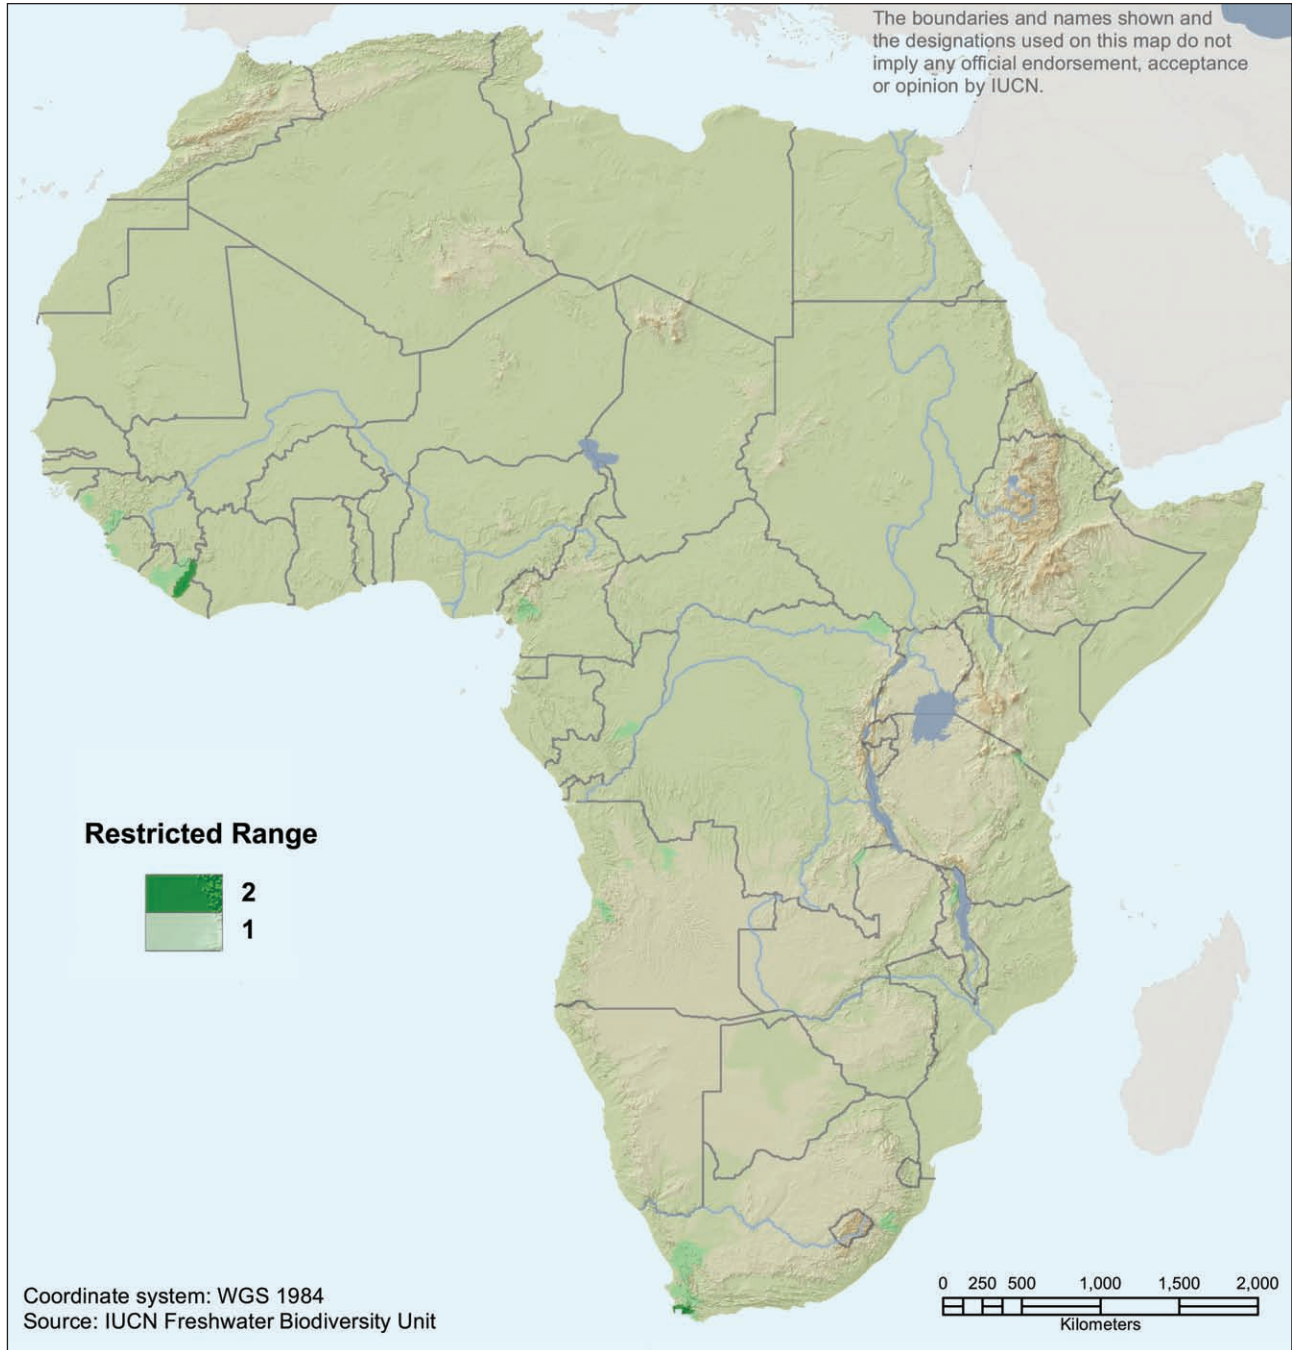 The boundaries and names shown and
the designations used on this map do not
imply any official endorsement, acceptance
or opinion by IUCN.
Restricted Range
2
1
Coordinate system: WGS 1984
Source: IUCN Freshwater Biodiversity Unit
0 250 500 1,000 1,500 2,000
Kilometers